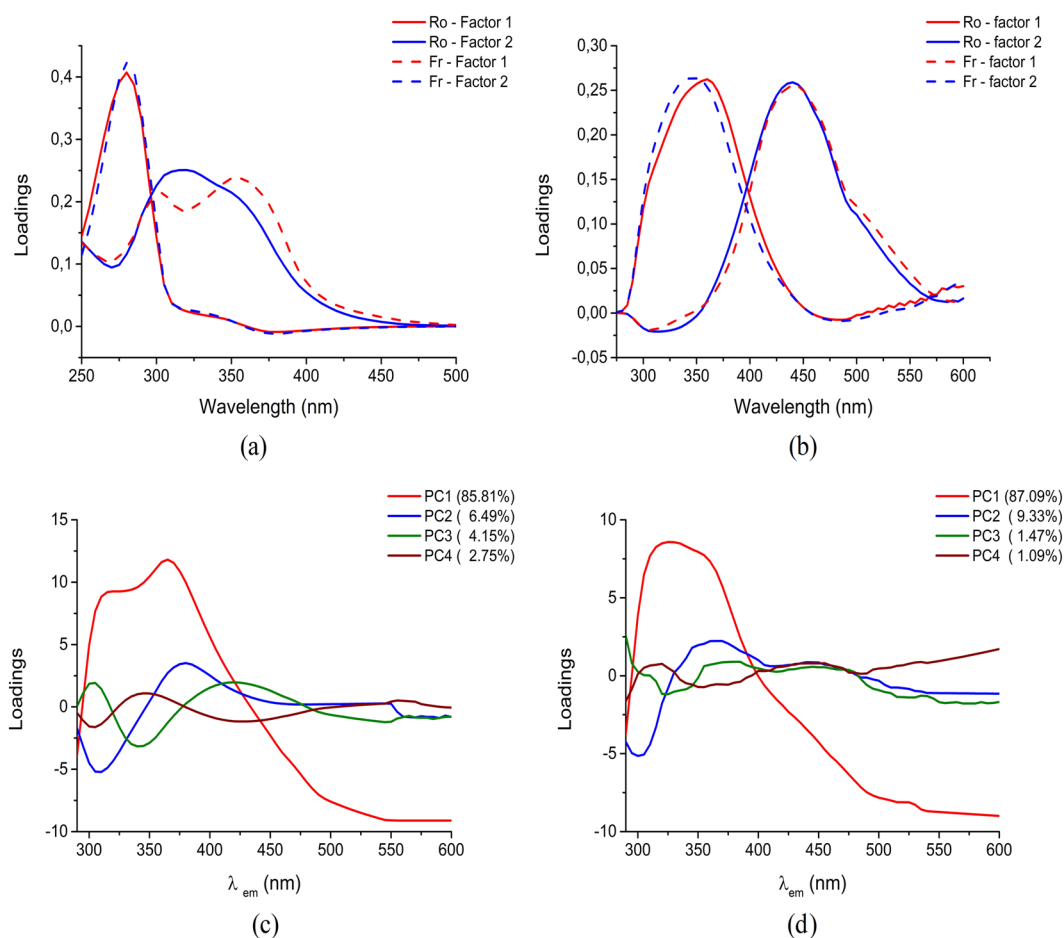 Ro - Factor 1
Ro - Factor 2
Fr - Factor 1
Fr - Factor 2
0,4
0,3
0,2
0,1
0,0
Loadings
250 300 350 400 450 500
Wavelength (nm)
(a)
Ro - factor 1
Ro - factor 2
Fr - factor 1
Fr - factor 2
0,30
0,25
0,20
0,15
0,10
0,05
0,00
-0,05
Loadings
300 350 400 450 500 550 600
Wavelength (nm)
(b)
PC1 (85.81%)
PC2 ( 6.49%)
PC3 ( 4.15%)
PC4 ( 2.75%)
15
10
5
0
-5
-10
Loadings
300 350 400 450 500 550 600
λ em (nm)
(c)
PC1 (87.09%)
PC2 ( 9.33%)
PC3 ( 1.47%)
PC4 ( 1.09%)
10
5
0
-5
-10
Loadings
300 350 400 450 500 550 600
λ em (nm)
(d)